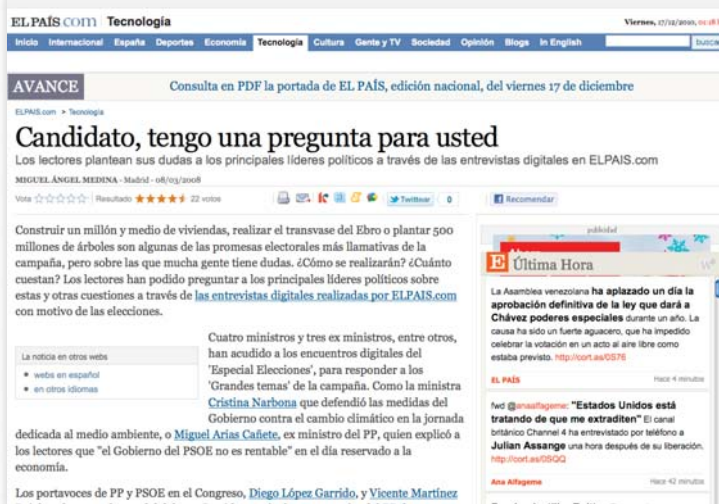 EL PAÍS COM Tecnología
Viernes, 17/12/2010,
Inicio Internacional España Deportes Economía Tecnología Cultura Gente y TV Sociedad Opinión Blogs In English
AVANCE
Consulta en PDF la portada de EL PAÍS, edición nacional, del viernes 17 de diciembre
ELPAIS.com > Tecnología
Candidato, tengo una pregunta para usted
Los lectores plantean sus dudas a los principales líderes políticos a través de las entrevistas digitales en ELPAIS.com
MIGUEL ÁNGEL MEDINA - Madrid - 08/03/2008
Vota Resultado 22 votos
Twittear 0
Recomendar
Construir un millón y medio de viviendas, realizar el transvase del Ebro o plantar 500
millones de árboles son algunas de las promesas electorales más llamativas de la
campaña, pero sobre las que mucha gente tiene dudas. ¿Cómo se realizarán? ¿Cuánto
cuestan? Los lectores han podido preguntar a los principales líderes políticos sobre
estas y otras cuestiones a través de las entrevistas digitales realizadas por ELPAIS.com
con motivo de las elecciones.
La noticia en otros webs
• webs en español
• en otros idiomas
Cuatro ministros y tres ex ministros, entre otros,
han acudido a los encuentros digitales del
'Especial Elecciones', para responder a los
'Grandes temas' de la campaña. Como la ministra
Cristina Narbona que defendió las medidas del
Gobierno contra el cambio climático en la jornada
dedicada al medio ambiente, o Miguel Arias Cañete, ex ministro del PP, quien explicó a
los lectores que "el Gobierno del PSOE no es rentable" en el día reservado a la
economía.
Los portavoces de PP y PSOE en el Congreso, Diego López Garrido, y Vicente Martínez
publicidad
E Última Hora
La Asamblea venezolana ha aplazado un día la
aprobación definitiva de la ley que dará a
Chávez poderes especiales durante un año. La
causa ha sido un fuerte aguacero, que ha impedido
celebrar la votación en un acto al aire libre como
estaba previsto. http://cort.as/0S76
EL PAÍS
Hace 4 minutos
fwd @anaalfageme: "Estados Unidos está
tratando de que me extraditen" El canal
británico Channel 4 ha entrevistado por teléfono a
Julian Assange una hora después de su liberación.
http://cort.as/0SQQ
Ana Alfageme
Hace 42 minutos